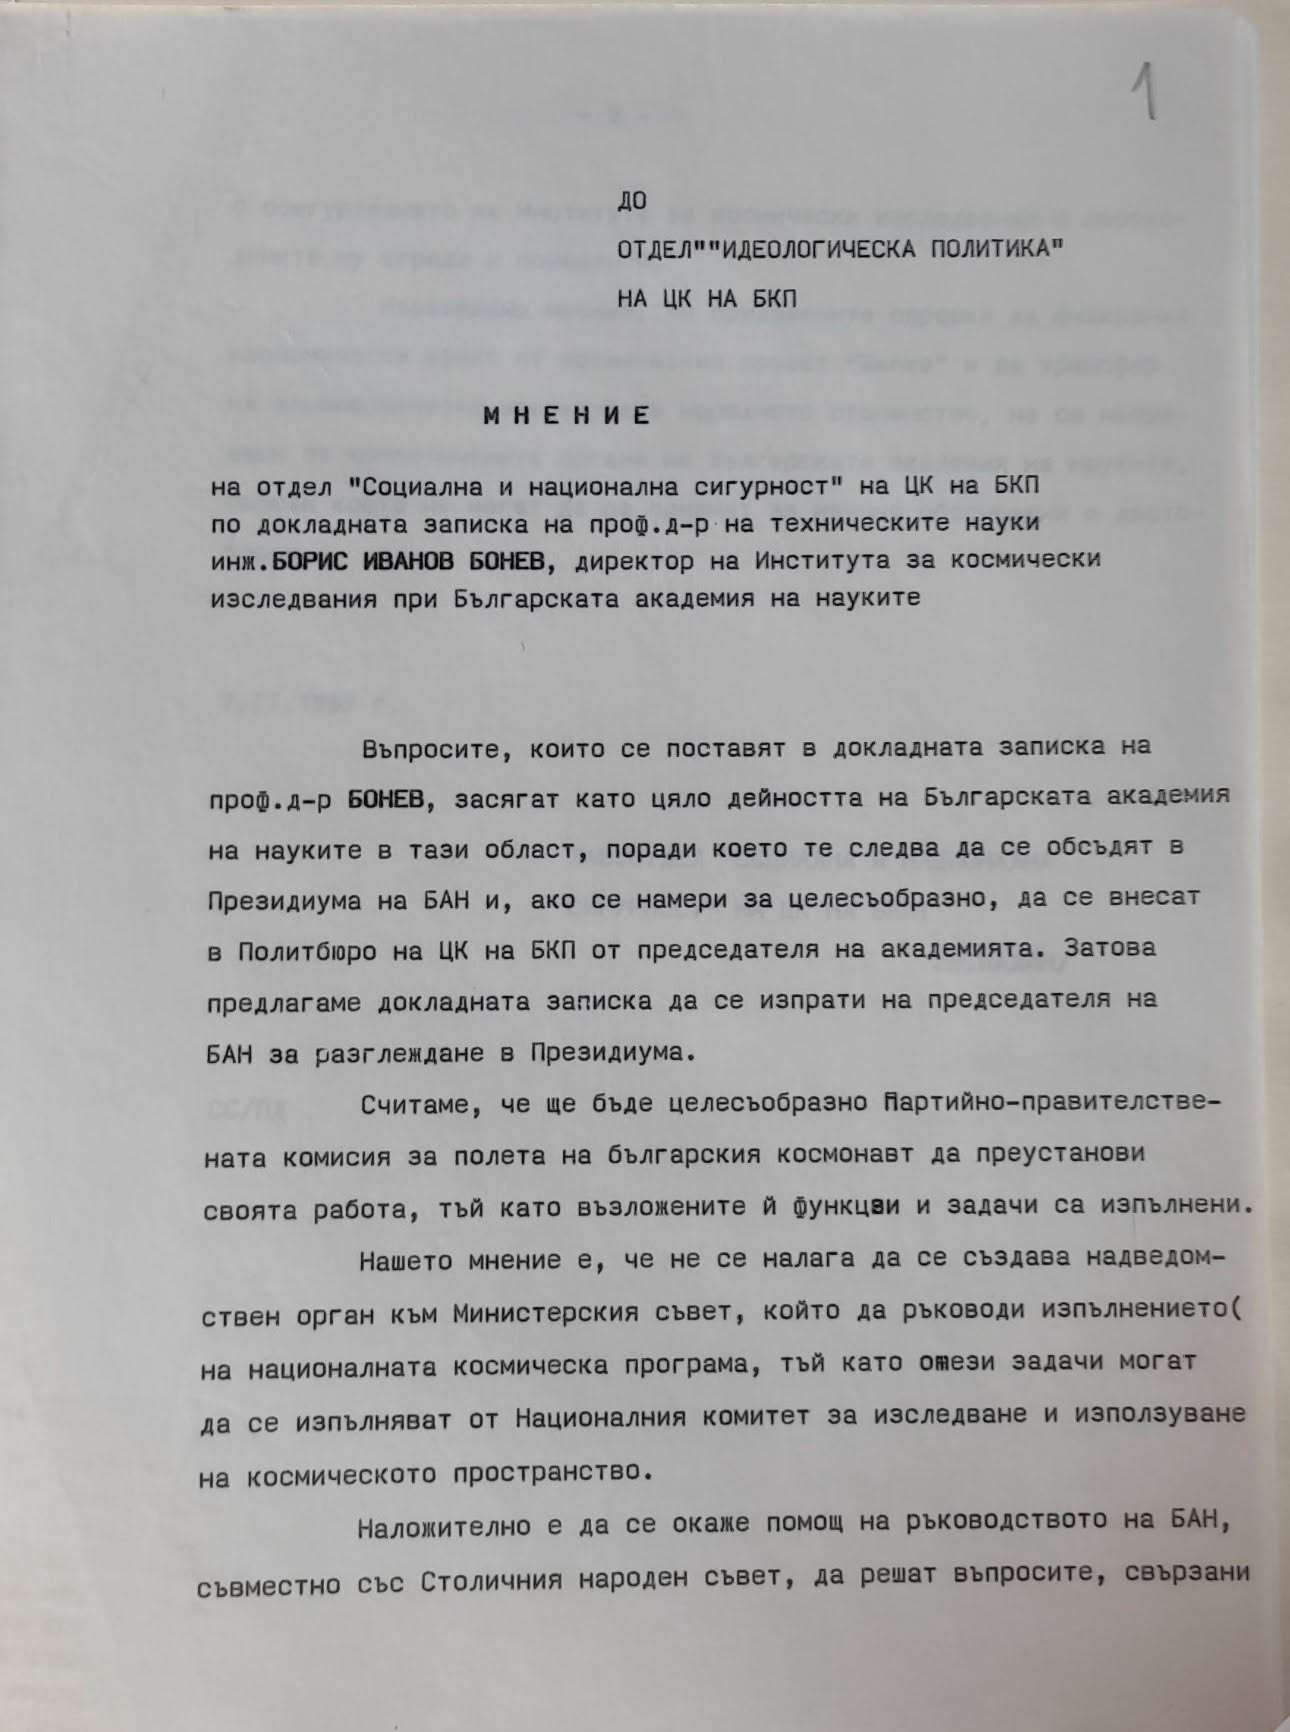 1
ДО
ОТДЕЛ""ИДЕОЛОГИЧЕСКА ПОЛИТИКА"
НА ЦК НА БКП
М Н Е Н И Е
на отдел "Социална и национална сигурност" на ЦК на БКП
по докладната записка на проф.д-р на техническите науки
инж.БОРИС ИВАНОВ БОНЕВ, директор на Института за космически
изследвания при Българската академия на науките
Въпросите, които се поставят в докладната записка на
проф.д-р БОНЕВ, засягат като цяло дейността на Българската академия
на науките в тази област, поради което те следва да се обсъдят в
Президиума на БАН и, ако се намери за целесъобразно, да се внесат
в Политбюро на ЦК на БКП от председателя на академията. Затова
предлагаме докладната записка да се изпрати на председателя на
БАН за разглеждане в Президиума.
Считаме, че ще бъде целесъобразно Партийно-правителстве-
ната комисия за полета на българския космонавт да преустанови
своята работа, тъй като възложените й функции и задачи са изпълнени.
Нашето мнение е, че не се налага да се създава надведом-
ствен орган към Министерския съвет, който да ръководи изпълнението(
на националната космическа програма, тъй като тези задачи могат
да се изпълняват от Националния комитет за изследване и използуване
на космическото пространство.
Наложително е да се окаже помощ на ръководството на БАН,
съвместно със Столичния народен съвет, да решат въпросите, свързани